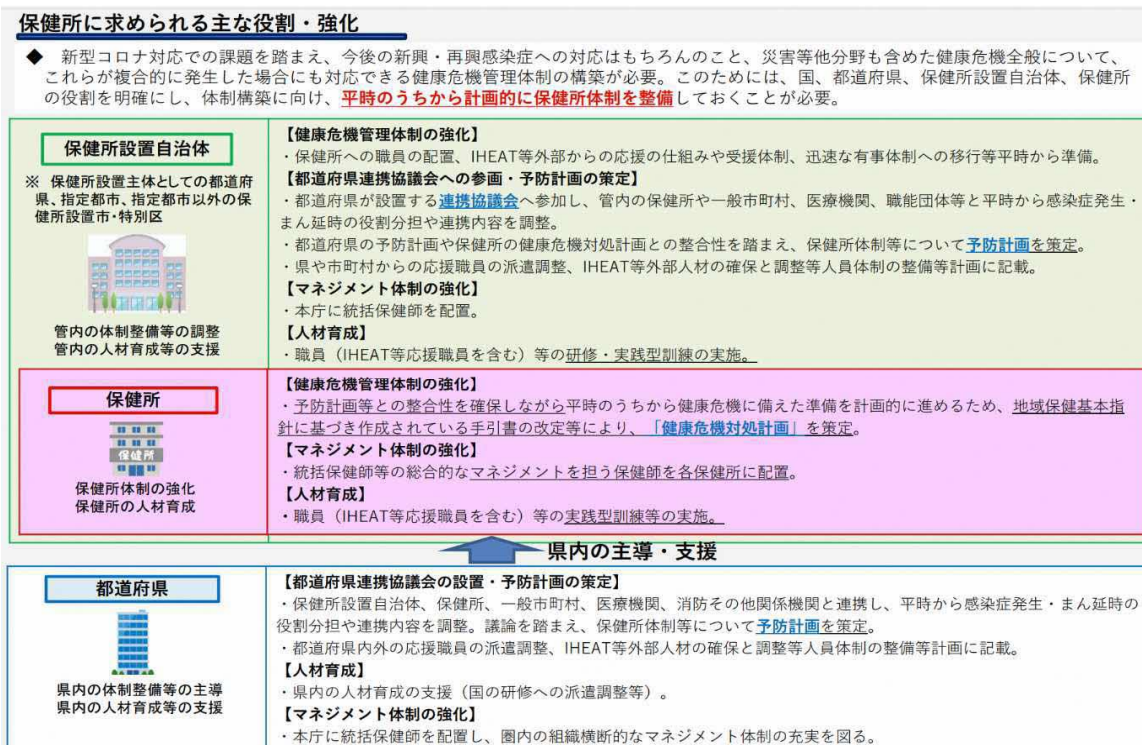 保健所に求められる主な役割・強化
◆ 新型コロナ対応での課題を踏まえ、今後の新興・再興感染症への対応はもちろんのこと、災害等他分野も含めた健康危機全般について、
これらが複合的に発生した場合にも対応できる健康危機管理体制の構築が必要。このためには、国、都道府県、保健所設置自治体、保健所
の役割を明確にし、体制構築に向け、平時のうちから計画的に保健所体制を整備しておくことが必要。
保健所設置自治体
※ 保健所設置主体としての都道府
県、指定都市、指定都市以外の保
健所設置市・特別区
管内の体制整備等の調整
管内の人材育成等の支援
【健康危機管理体制の強化】
・保健所への職員の配置、IHEAT等外部からの応援の仕組みや受援体制、迅速な有事体制への移行等平時から準備。
【都道府県連携協議会への参画・予防計画の策定】
・都道府県が設置する連携協議会へ参加し、管内の保健所や一般市町村、医療機関、職能団体等と平時から感染症発生・
まん延時の役割分担や連携内容を調整。
・都道府県の予防計画や保健所の健康危機対処計画との整合性を踏まえ、保健所体制等について予防計画を策定。
・県や市町村からの応援職員の派遣調整、IHEAT等外部人材の確保と調整等人員体制の整備等計画に記載。
【マネジメント体制の強化】
・本庁に統括保健師を配置。
【人材育成】
・職員（IHEAT等応援職員を含む）等の研修・実践型訓練の実施。
保健所
保健所
保健所体制の強化
保健所の人材育成
【健康危機管理体制の強化】
・予防計画等との整合性を確保しながら平時のうちから健康危機に備えた準備を計画的に進めるため、地域保健基本指
針に基づき作成されている手引書の改定等により、「健康危機対処計画」を策定。
【マネジメント体制の強化】
・統括保健師等の総合的なマネジメントを担う保健師を各保健所に配置。
【人材育成】
・職員（IHEAT等応援職員を含む）等の実践型訓練等の実施。
県内の主導・支援
都道府県
県内の体制整備等の主導
県内の人材育成等の支援
【都道府県連携協議会の設置・予防計画の策定】
・保健所設置自治体、保健所、一般市町村、医療機関、消防その他関係機関と連携し、平時から感染症発生・まん延時の
役割分担や連携内容を調整。議論を踏まえ、保健所体制等について予防計画を策定。
・都道府県内外の応援職員の派遣調整、IHEAT等外部人材の確保と調整等人員体制の整備等計画に記載。
【人材育成】
・県内の人材育成の支援（国の研修への派遣調整等）。
【マネジメント体制の強化】
・本庁に統括保健師を配置し、圏内の組織横断的なマネジメント体制の充実を図る。